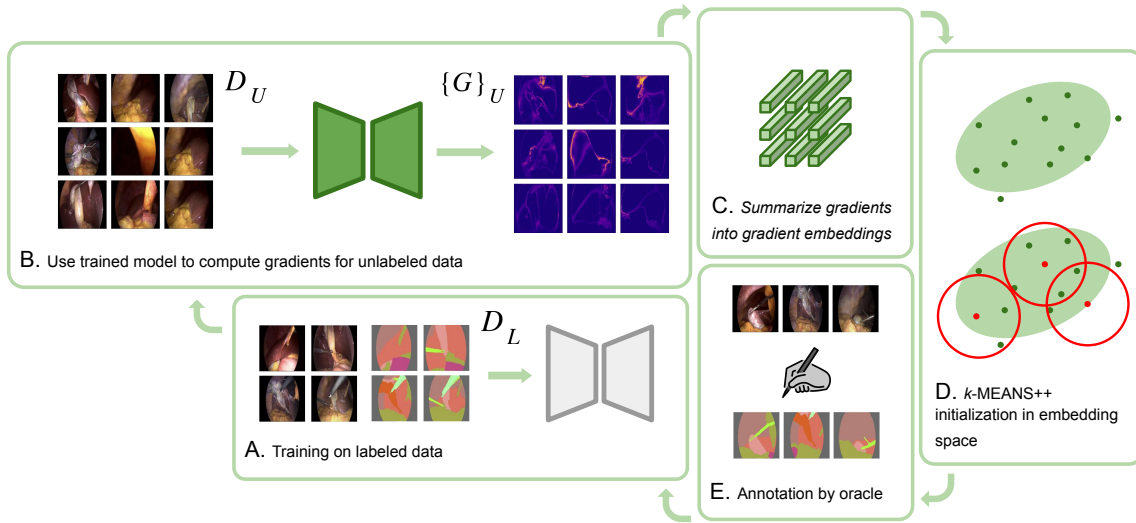 D_U
{G}_U
B. Use trained model to compute gradients for unlabeled data
D_L
A. Training on labeled data
C. Summarize gradients
into gradient embeddings
D. k-MEANS++
initialization in embedding
space
E. Annotation by oracle